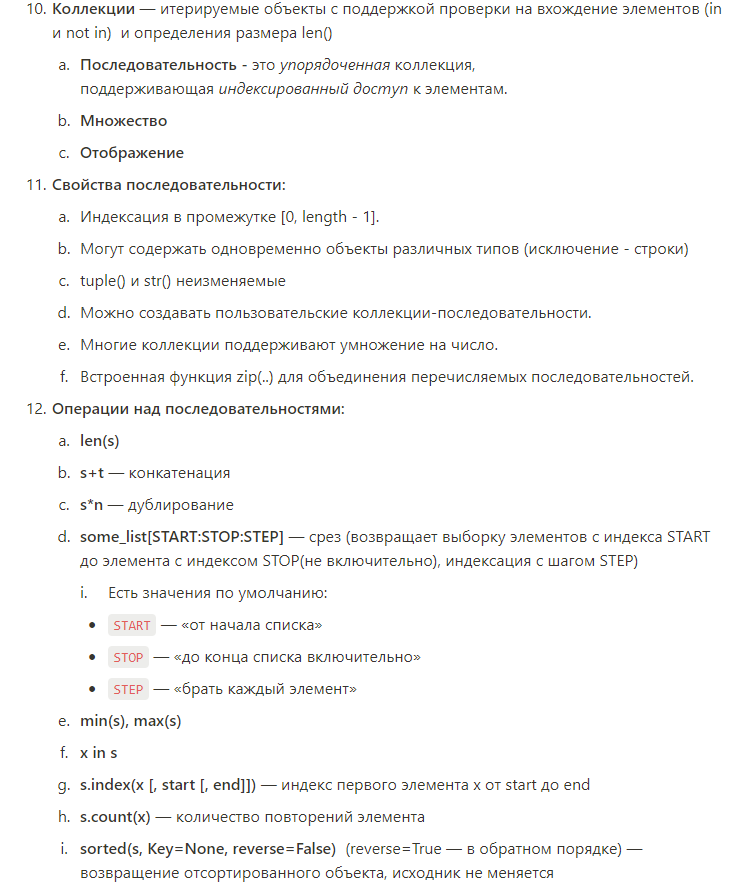 10. Коллекции — итерируемые объекты с поддержкой проверки на вхождение элементов (in
и not in)  и определения размера len()
a. Последовательность - это упорядоченная коллекция,
поддерживающая индексированный доступ к элементам.
b. Множество
c. Отображение
11. Свойства последовательности:
a. Индексация в промежутке [0, length - 1].
b. Могут содержать одновременно объекты различных типов (исключение - строки)
c. tuple() и str() неизменяемые
d. Можно создавать пользовательские коллекции-последовательности.
e. Многие коллекции поддерживают умножение на число.
f. Встроенная функция zip(..) для объединения перечисляемых последовательностей.
12. Операции над последовательностями:
a. len(s)
b. s+t — конкатенация
c. s*n — дублирование
d. some_list[START:STOP:STEP] — срез (возвращает выборку элементов с индекса START
до элемента с индексом STOP(не включительно), индексация с шагом STEP)
i. Есть значения по умолчанию:
• START — «от начала списка»
• STOP — «до конца списка включительно»
• STEP — «брать каждый элемент»
e. min(s), max(s)
f. x in s
g. s.index(x [, start [, end]]) — индекс первого элемента x от start до end
h. s.count(x) — количество повторений элемента
i. sorted(s, Key=None, reverse=False)  (reverse=True — в обратном порядке) —
возвращение отсортированного объекта, исходник не меняется